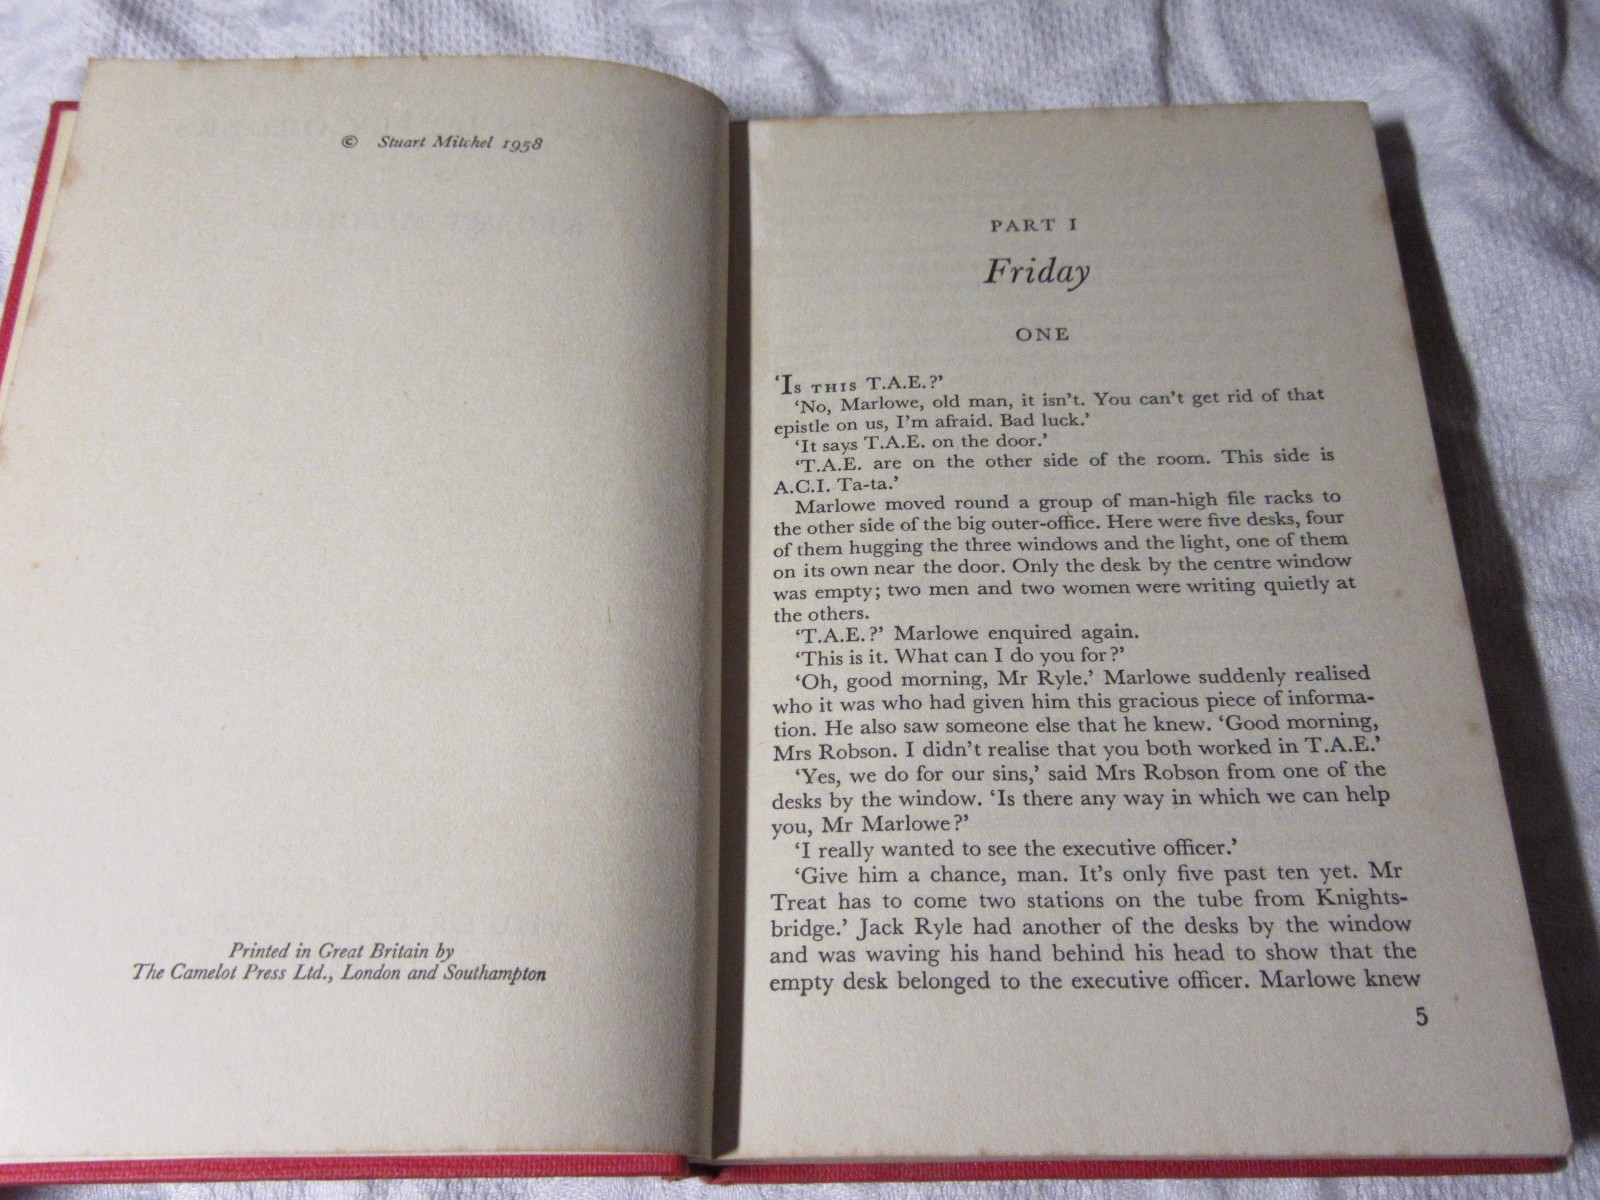 © Stuart Mitchel 1958
Printed in Great Britain by
The Camelot Press Ltd., London and Southampton
PART I
Friday
ONE
‘Is THIS T.A.E.?’
‘No, Marlowe, old man, it isn’t. You can’t get rid of that
epistle on us, I’m afraid. Bad luck.’
‘It says T.A.E. on the door.’
‘T.A.E. are on the other side of the room. This side is
A.C.I. Ta-ta.’
Marlowe moved round a group of man-high file racks to
the other side of the big outer-office. Here were five desks, four
of them hugging the three windows and the light, one of them
on its own near the door. Only the desk by the centre window
was empty; two men and two women were writing quietly at
the others.
‘T.A.E.?’ Marlowe enquired again.
‘This is it. What can I do you for?’
‘Oh, good morning, Mr Ryle.’ Marlowe suddenly realised
who it was who had given him this gracious piece of informa-
tion. He also saw someone else that he knew. ‘Good morning,
Mrs Robson. I didn’t realise that you both worked in T.A.E.’
‘Yes, we do for our sins,’ said Mrs Robson from one of the
desks by the window. ‘Is there any way in which we can help
you, Mr Marlowe?’
‘I really wanted to see the executive officer.’
‘Give him a chance, man. It’s only five past ten yet. Mr
Treat has to come two stations on the tube from Knights-
bridge.’ Jack Ryle had another of the desks by the window
and was waving his hand behind his head to show that the
empty desk belonged to the executive officer. Marlowe knew
5